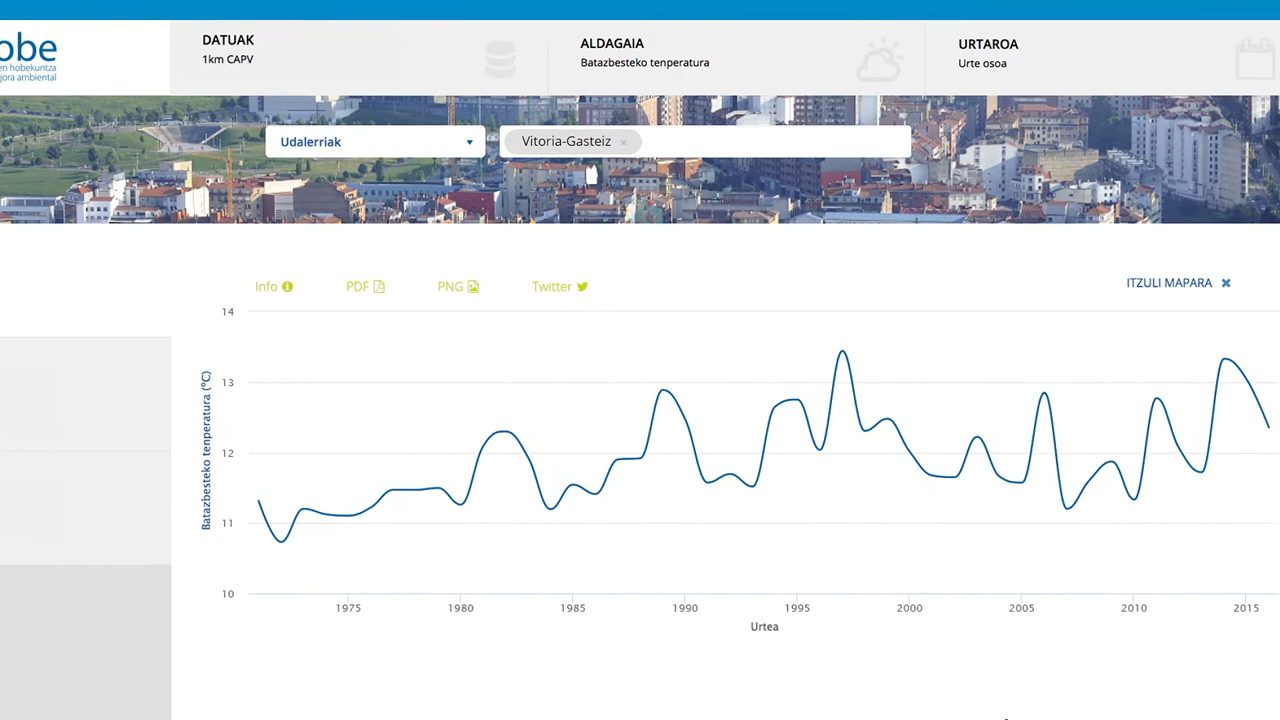 obe
en hobekuntza
jora ambiental
DATUAK
1km CAPV
ALDAGAIA
Batazbesteko tenperatura
URTAROA
Urte osoa
Udalerriak
Vitoria-Gasteiz ×
Info
PDF
PNG
Twitter
ITZULI MAPARA
Batazbesteko tenperatura (°C)
14
13
12
11
10
1975
1980
1985
1990
1995
2000
2005
2010
2015
Urtea